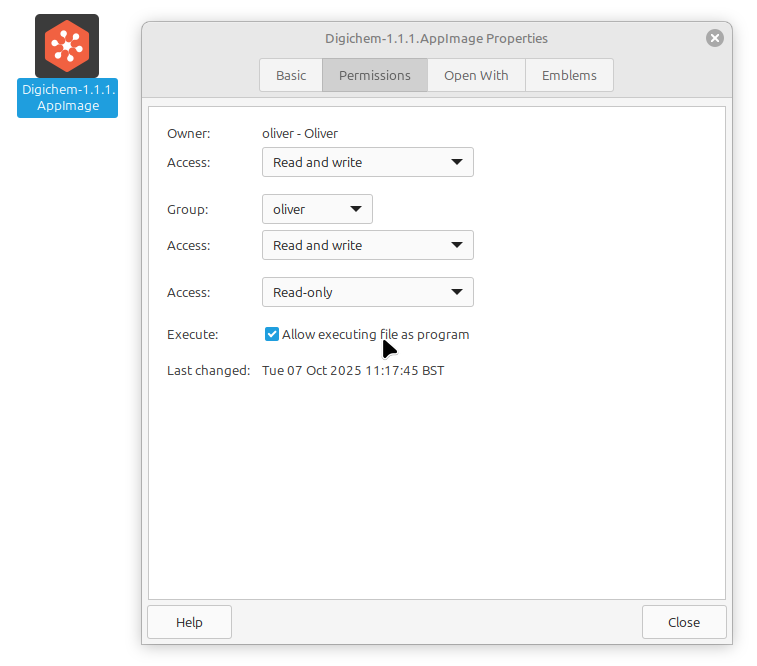 Digichem-1.1.1.
AppImage
Digichem-1.1.1.AppImage Properties
Basic
Permissions
Open With
Emblems
Owner:
oliver - Oliver
Access:
Read and write
Group:
oliver
Access:
Read and write
Access:
Read-only
Execute:
Allow executing file as program
Last changed:
Tue 07 Oct 2025 11:17:45 BST
Help
Close